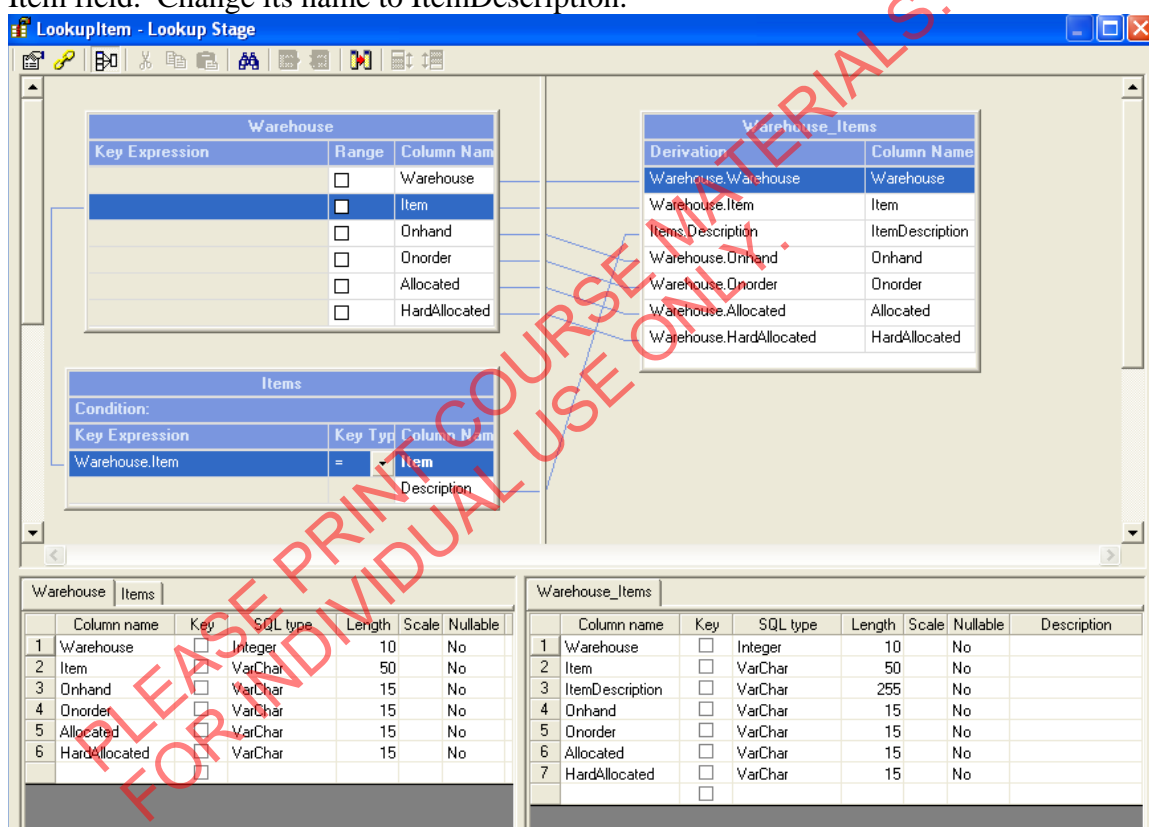 Item field. Change its name to ItemDescription.
LookupItem - Lookup Stage
Warehouse
Key Expression Range Column Nam
Warehouse
Item
Onhand
Onorder
Allocated
HardAllocated
Items
Condition:
Key Expression Key Typ Column Nam
Warehouse.Item = Item
Description
Warehouse_Items
Derivation Column Name
Warehouse.Warehouse Warehouse
Warehouse.Item Item
Items.Description ItemDescription
Warehouse.Onhand Onhand
Warehouse.Onorder Onorder
Warehouse.Allocated Allocated
Warehouse.HardAllocated HardAllocated
Warehouse Items
Column name Key SQL type Length Scale Nullable
1 Warehouse Integer 10 No
2 Item VarChar 50 No
3 Onhand VarChar 15 No
4 Onorder VarChar 15 No
5 Allocated VarChar 15 No
6 HardAllocated VarChar 15 No
Warehouse_Items
Column name Key SQL type Length Scale Nullable Description
1 Warehouse Integer 10 No
2 Item VarChar 50 No
3 ItemDescription VarChar 255 No
4 Onhand VarChar 15 No
5 Onorder VarChar 15 No
6 Allocated VarChar 15 No
7 HardAllocated VarChar 15 No
PLEASE PRINT COURSE MATERIALS.
FOR INDIVIDUAL USE ONLY.